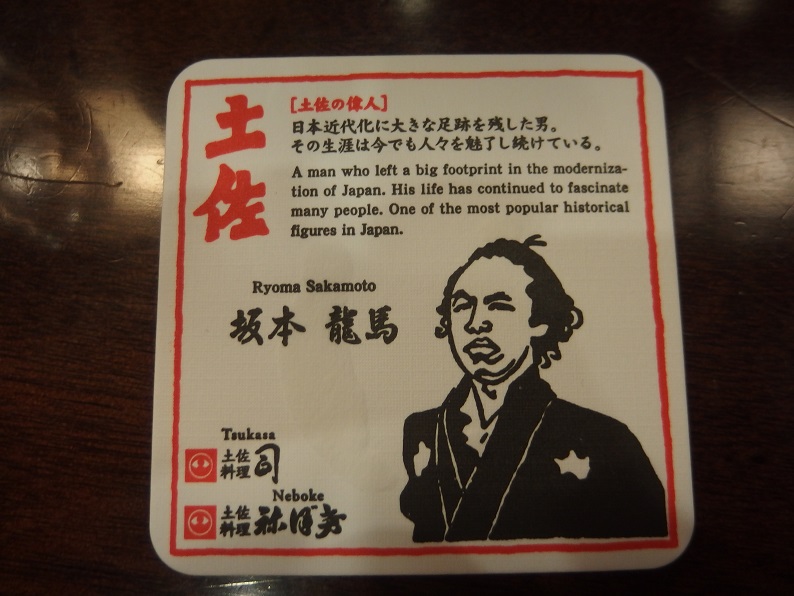 土佐
[土佐の偉人]
日本近代化に大きな足跡を残した男。
その生涯は今でも人々を魅了し続けている。
A man who left a big footprint in the moderniza-
tion of Japan. His life has continued to fascinate
many people. One of the most popular historical
figures in Japan.
Ryoma Sakamoto
坂本 龍馬
Tsukasa
土佐
料理 司
Neboke
土佐
料理 祢ぼ希